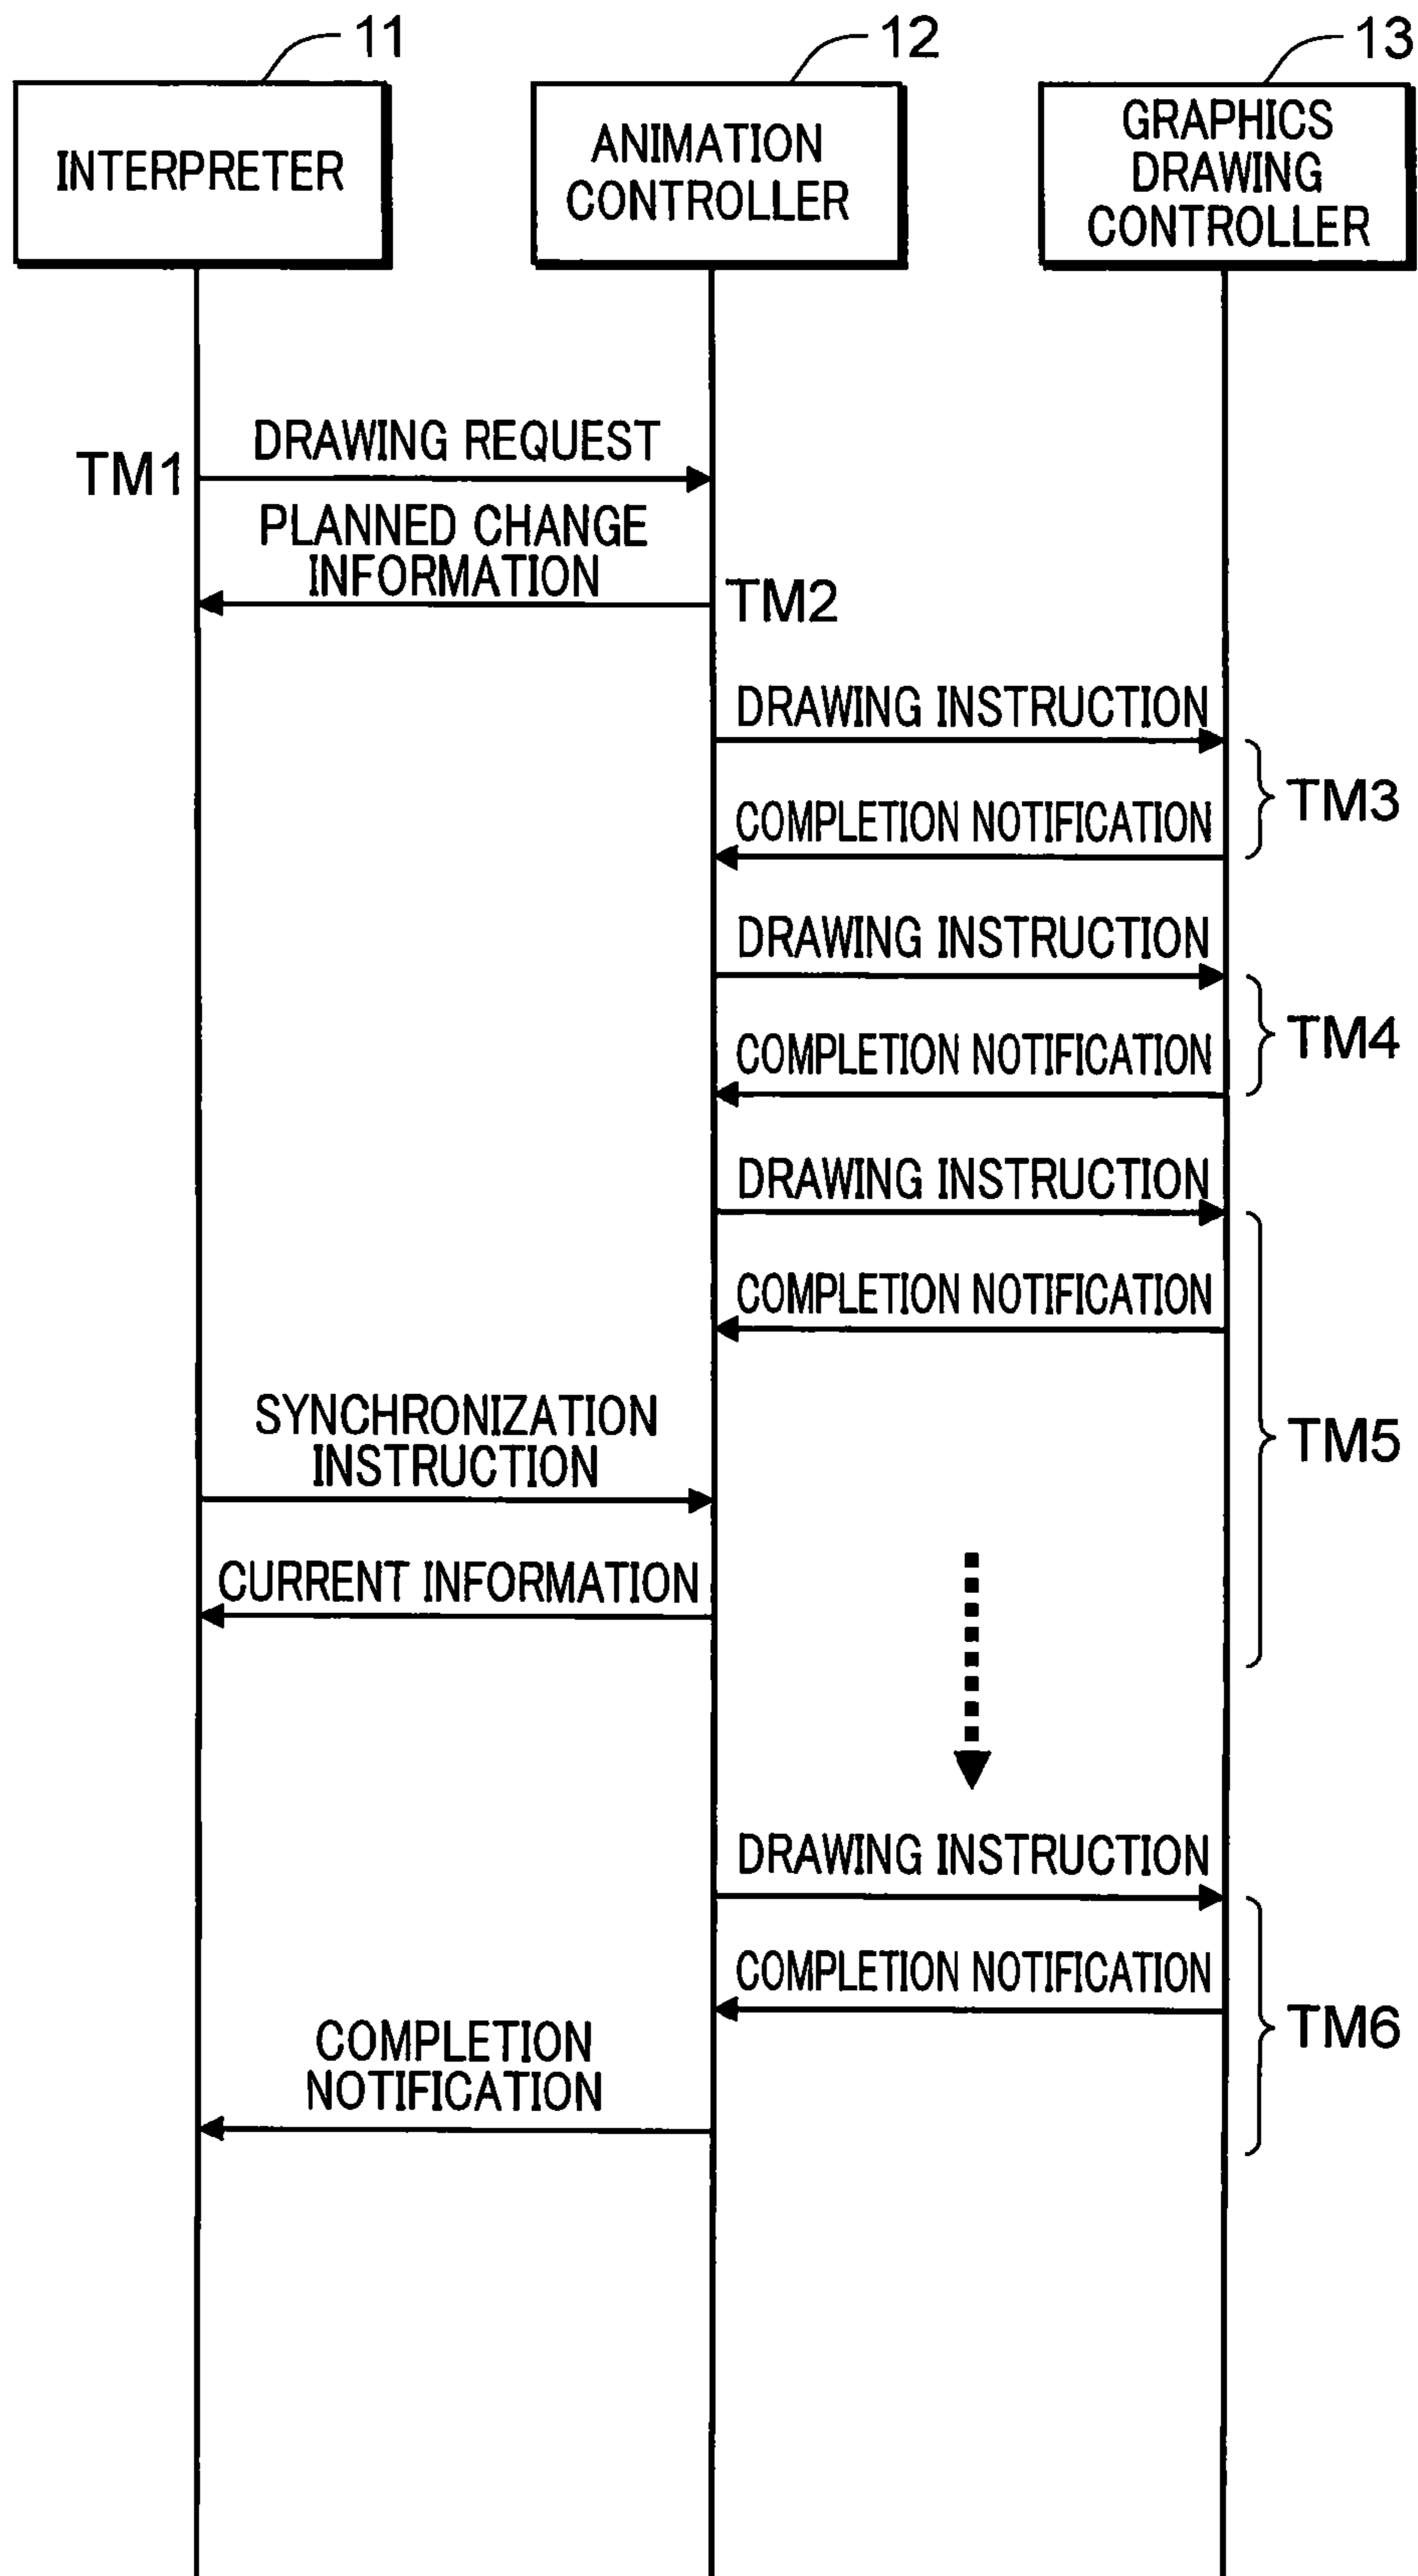 11
12
13
INTERPRETER
ANIMATION
CONTROLLER
GRAPHICS
DRAWING
CONTROLLER
DRAWING REQUEST
TM1
PLANNED CHANGE
INFORMATION
TM2
DRAWING INSTRUCTION
TM3
COMPLETION NOTIFICATION
DRAWING INSTRUCTION
TM4
COMPLETION NOTIFICATION
DRAWING INSTRUCTION
COMPLETION NOTIFICATION
SYNCHRONIZATION
INSTRUCTION
TM5
CURRENT INFORMATION
DRAWING INSTRUCTION
COMPLETION NOTIFICATION
TM6
COMPLETION
NOTIFICATION